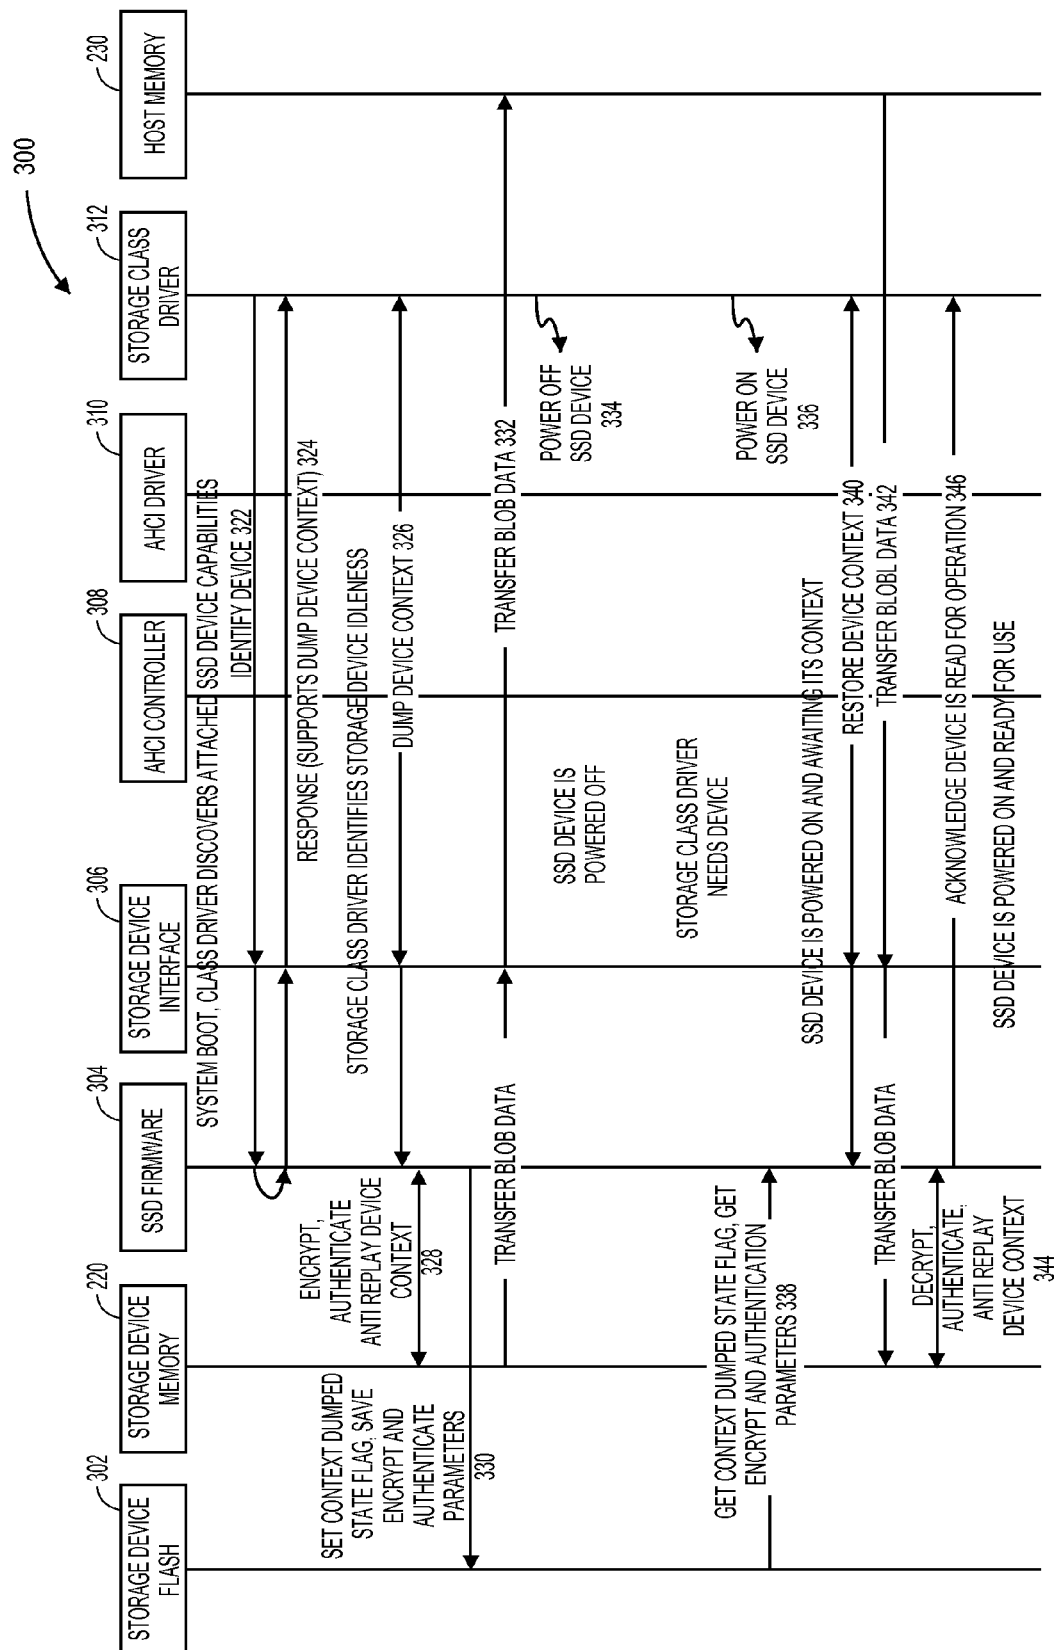 300
302
STORAGE DEVICE
FLASH
220
STORAGE DEVICE
MEMORY
304
SSD FIRMWARE
306
STORAGE DEVICE
INTERFACE
308
AHCI CONTROLLER
310
AHCI DRIVER
312
STORAGE CLASS
DRIVER
230
HOST MEMORY
SYSTEM BOOT, CLASS DRIVER DISCOVERS ATTACHED SSD DEVICE CAPABILITIES
IDENTIFY DEVICE 322
RESPONSE (SUPPORTS DUMP DEVICE CONTEXT) 324
STORAGE CLASS DRIVER IDENTIFIES STORAGE DEVICE IDLENESS
DUMP DEVICE CONTEXT 326
ENCRYPT,
AUTHENTICATE
ANTI REPLAY DEVICE
CONTEXT
328
SET CONTEXT DUMPED
STATE FLAG, SAVE
ENCRYPT AND
AUTHENTICATE
PARAMETERS
330
TRANSFER BLOB DATA
TRANSFER BLOB DATA 332
POWER OFF
SSD DEVICE
334
SSD DEVICE IS
POWERED OFF
STORAGE CLASS DRIVER
NEEDS DEVICE
POWER ON
SSD DEVICE
336
GET CONTEXT DUMPED STATE FLAG, GET
ENCRYPT AND AUTHENTICATION
PARAMETERS 338
SSD DEVICE IS POWERED ON AND AWAITING ITS CONTEXT
RESTORE DEVICE CONTEXT 340
TRANSFER BLOB DATA
TRANSFER BLOBL DATA 342
DECRYPT,
AUTHENTICATE,
ANTI REPLAY
DEVICE CONTEXT
344
ACKNOWLEDGE DEVICE IS READ FOR OPERATION 346
SSD DEVICE IS POWERED ON AND READY FOR USE